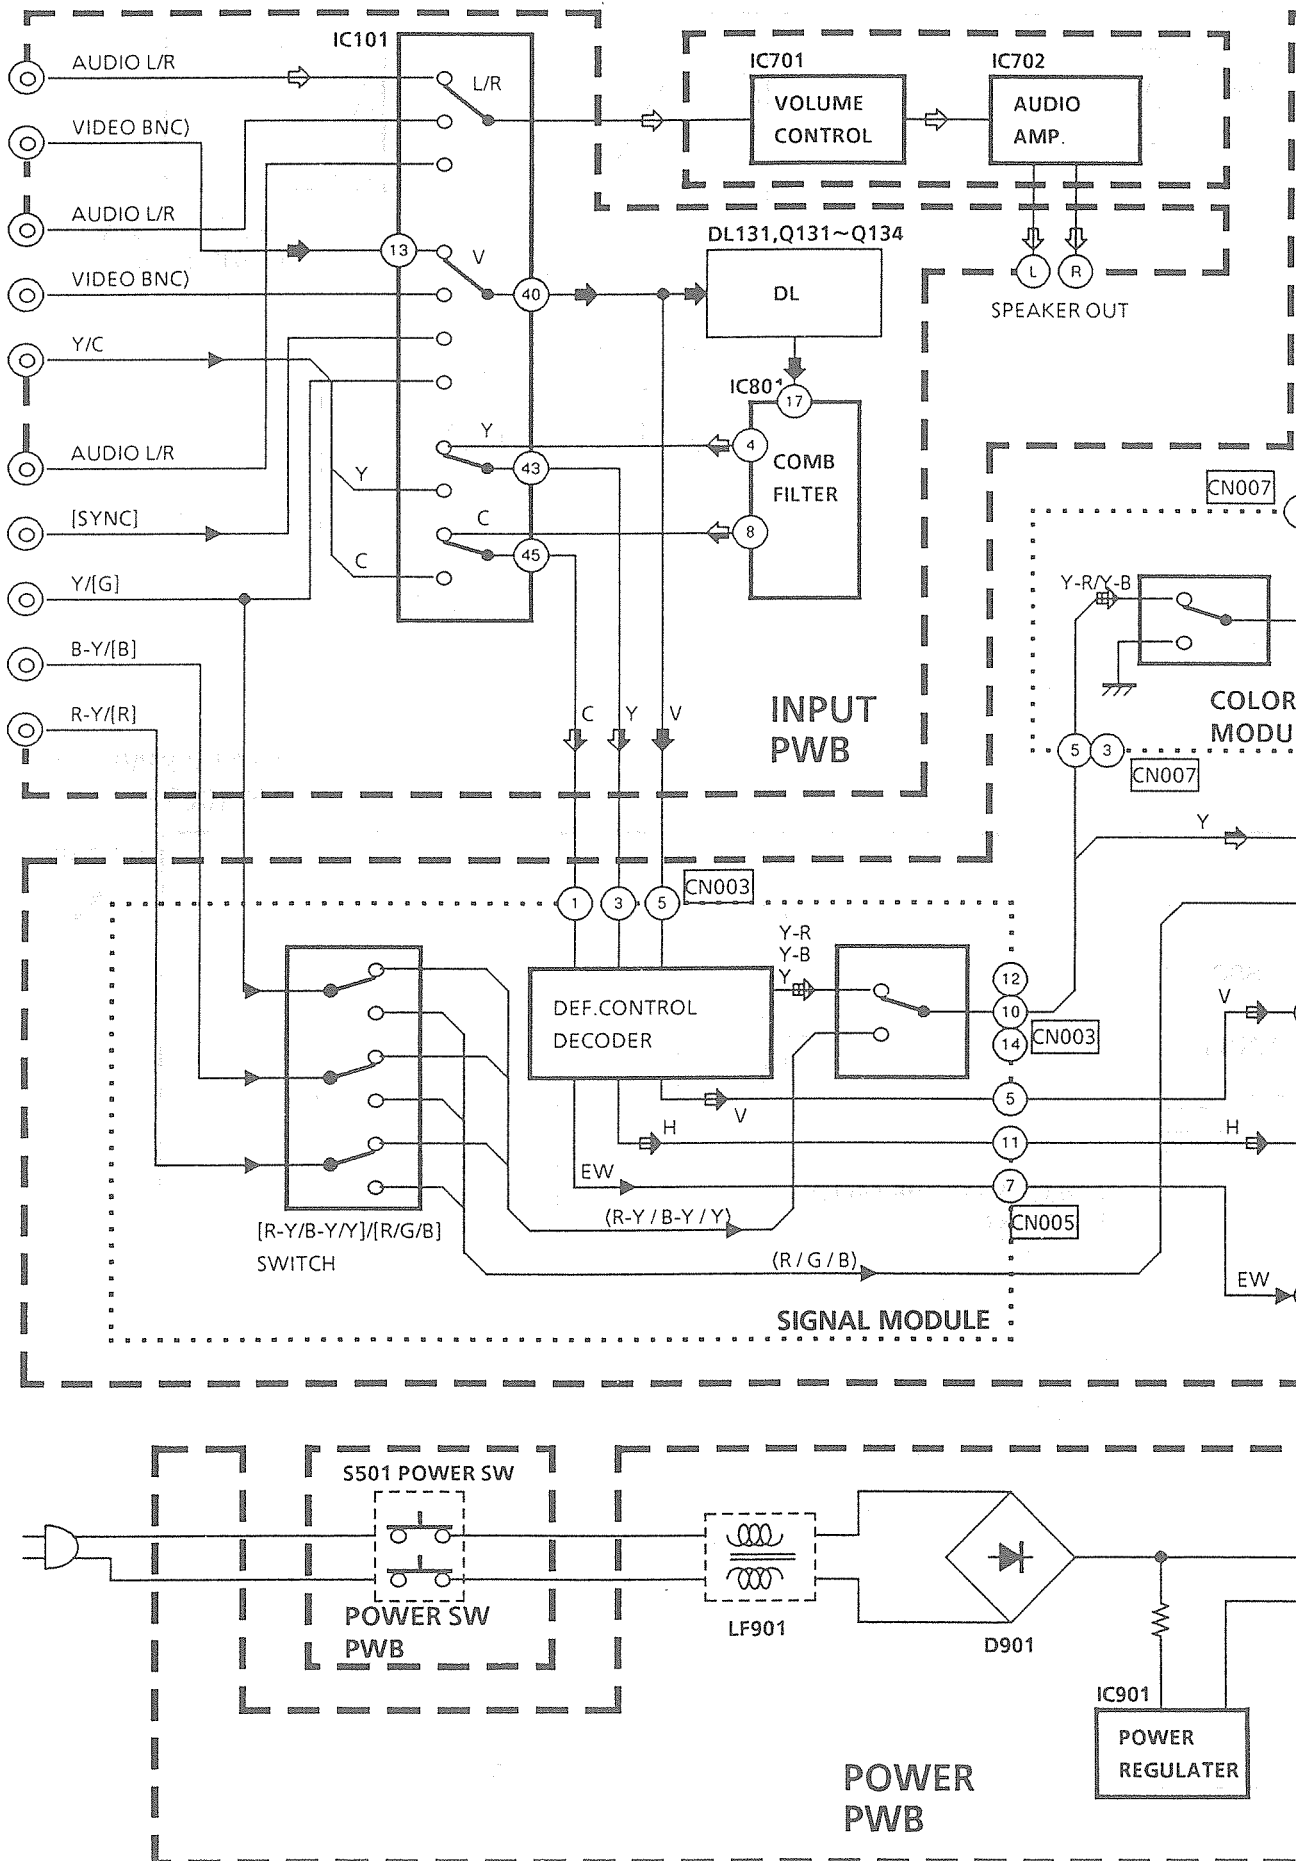 IC101
AUDIO L/R
L/R
IC701
VOLUME
CONTROL
IC702
AUDIO
AMP.
VIDEO BNC)
AUDIO L/R
13
V
40
VIDEO BNC)
DL131,Q131~Q134
DL
L
R
SPEAKER OUT
Y/C
17
4
COMB
FILTER
8
Y
43
Y
C
45
C
AUDIO L/R
[SYNC]
Y/[G]
B-Y/[B]
R-Y/[R]
C
Y
V
INPUT
PWB
CN007
Y-R/Y-B
5
3
CN007
Y
1
3
5
CN003
Y-R
Y-B
Y
DEF.CONTROL
DECODER
12
10
14
CN003
V
V
5
H
11
H
EW
7
CN005
(R-Y / B-Y / Y)
[R-Y/B-Y/Y]/[R/G/B]
SWITCH
(R / G / B)
EW
SIGNAL MODULE
S501 POWER SW
POWER SW
PWB
LF901
D901
IC901
POWER
REGULATER
POWER
PWB